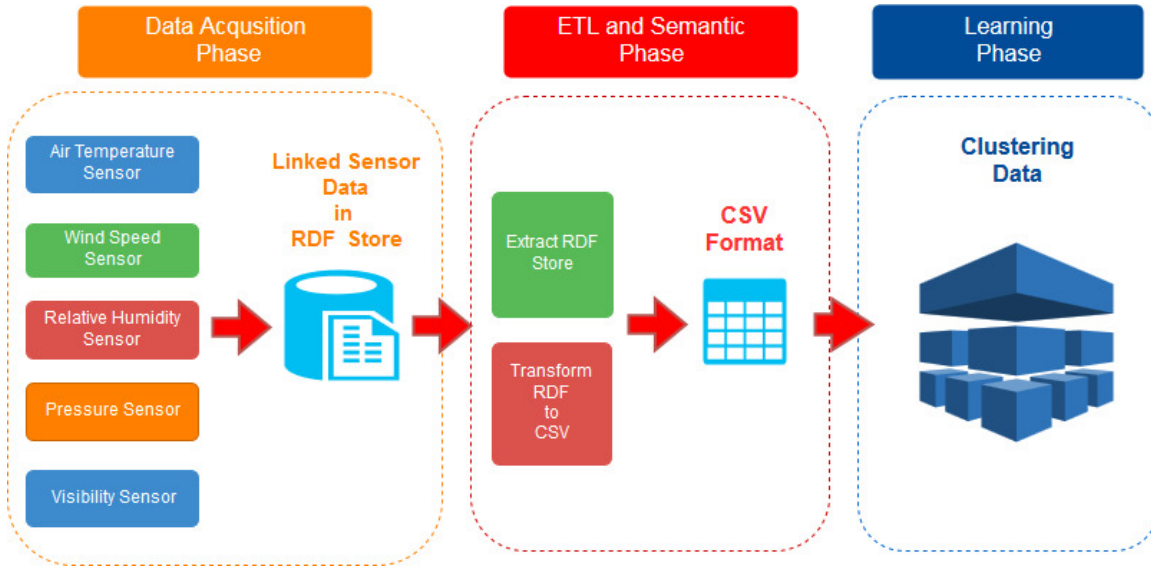 Data Acqusition
Phase
ETL and Semantic
Phase
Learning
Phase
Air Temperature
Sensor
Wind Speed
Sensor
Relative Humidity
Sensor
Pressure Sensor
Visibility Sensor
Linked Sensor
Data
in
RDF Store
Extract RDF
Store
Transform
RDF
to
CSV
CSV
Format
Clustering
Data